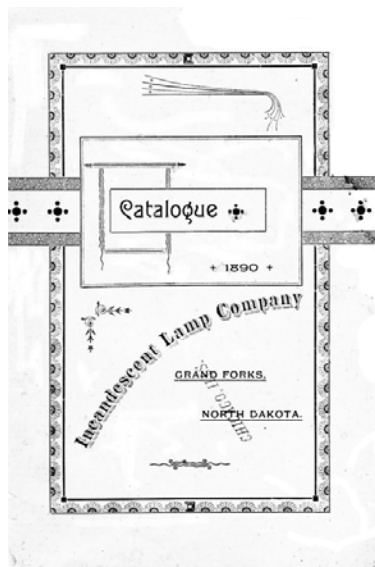 Catalogue
+ 1890 +
Incandescent Lamp Company
GRAND FORKS,
NORTH DAKOTA.